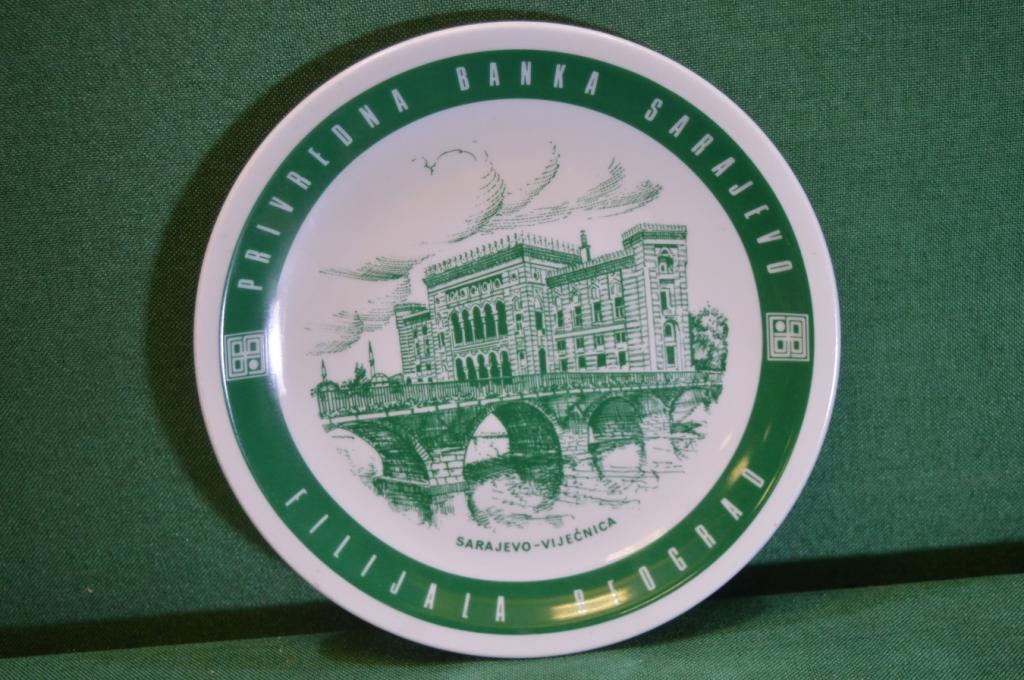 PRIVREDNA BANKA SARAJEVO
SARAJEVO-VIJEĆNICA
FILIJALA BEOGRAD